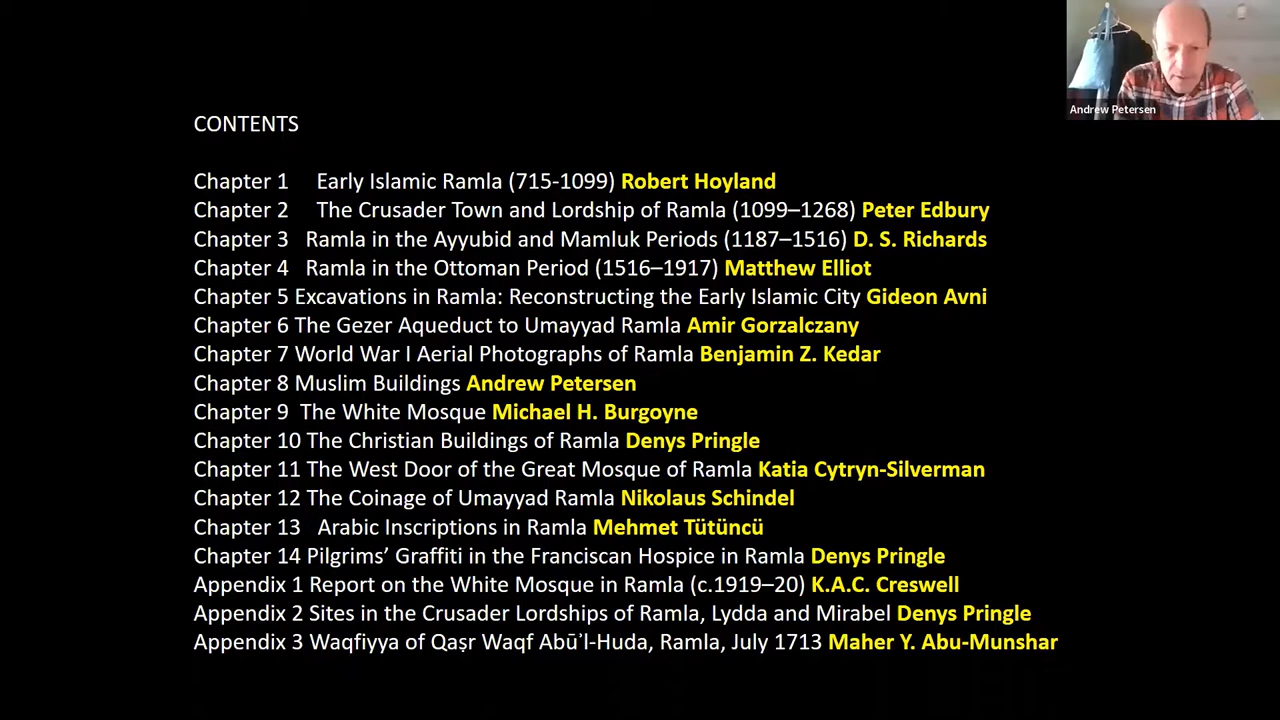 CONTENTS
Chapter 1 Early Islamic Ramla (715-1099) Robert Hoyland
Chapter 2 The Crusader Town and Lordship of Ramla (1099–1268) Peter Edbury
Chapter 3 Ramla in the Ayyubid and Mamluk Periods (1187–1516) D. S. Richards
Chapter 4 Ramla in the Ottoman Period (1516–1917) Matthew Elliot
Chapter 5 Excavations in Ramla: Reconstructing the Early Islamic City Gideon Avni
Chapter 6 The Gezer Aqueduct to Umayyad Ramla Amir Gorzalczany
Chapter 7 World War I Aerial Photographs of Ramla Benjamin Z. Kedar
Chapter 8 Muslim Buildings Andrew Petersen
Chapter 9 The White Mosque Michael H. Burgoyne
Chapter 10 The Christian Buildings of Ramla Denys Pringle
Chapter 11 The West Door of the Great Mosque of Ramla Katia Cytryn-Silverman
Chapter 12 The Coinage of Umayyad Ramla Nikolaus Schindel
Chapter 13 Arabic Inscriptions in Ramla Mehmet Tütüncü
Chapter 14 Pilgrims’ Graffiti in the Franciscan Hospice in Ramla Denys Pringle
Appendix 1 Report on the White Mosque in Ramla (c.1919–20) K.A.C. Creswell
Appendix 2 Sites in the Crusader Lordships of Ramla, Lydda and Mirabel Denys Pringle
Appendix 3 Waqfiyya of Qaṣr Waqf Abūʾl-Huda, Ramla, July 1713 Maher Y. Abu-Munshar
Andrew Petersen